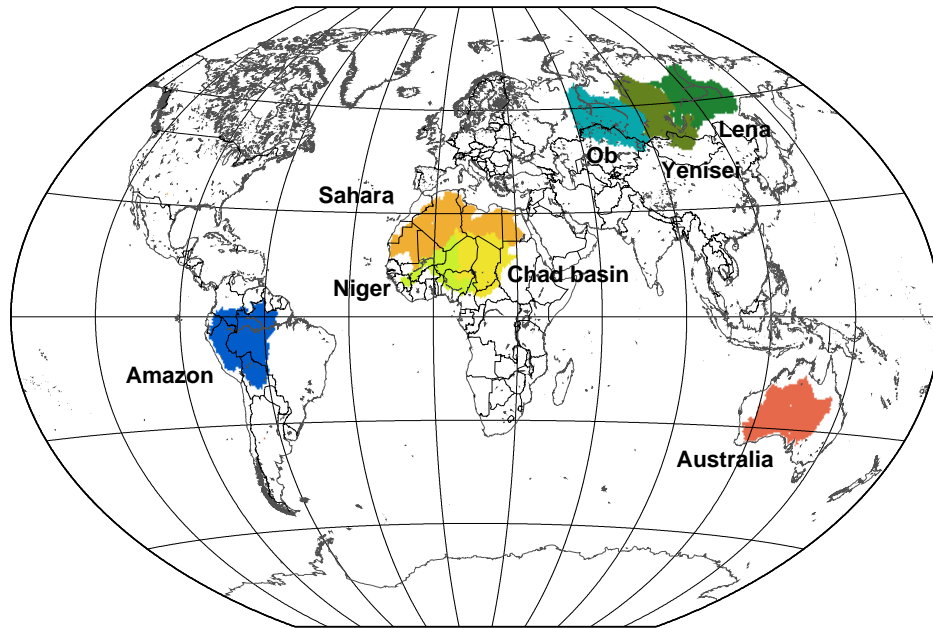 Lena
Ob
Yenisei
Sahara
Chad basin
Niger
Amazon
Australia